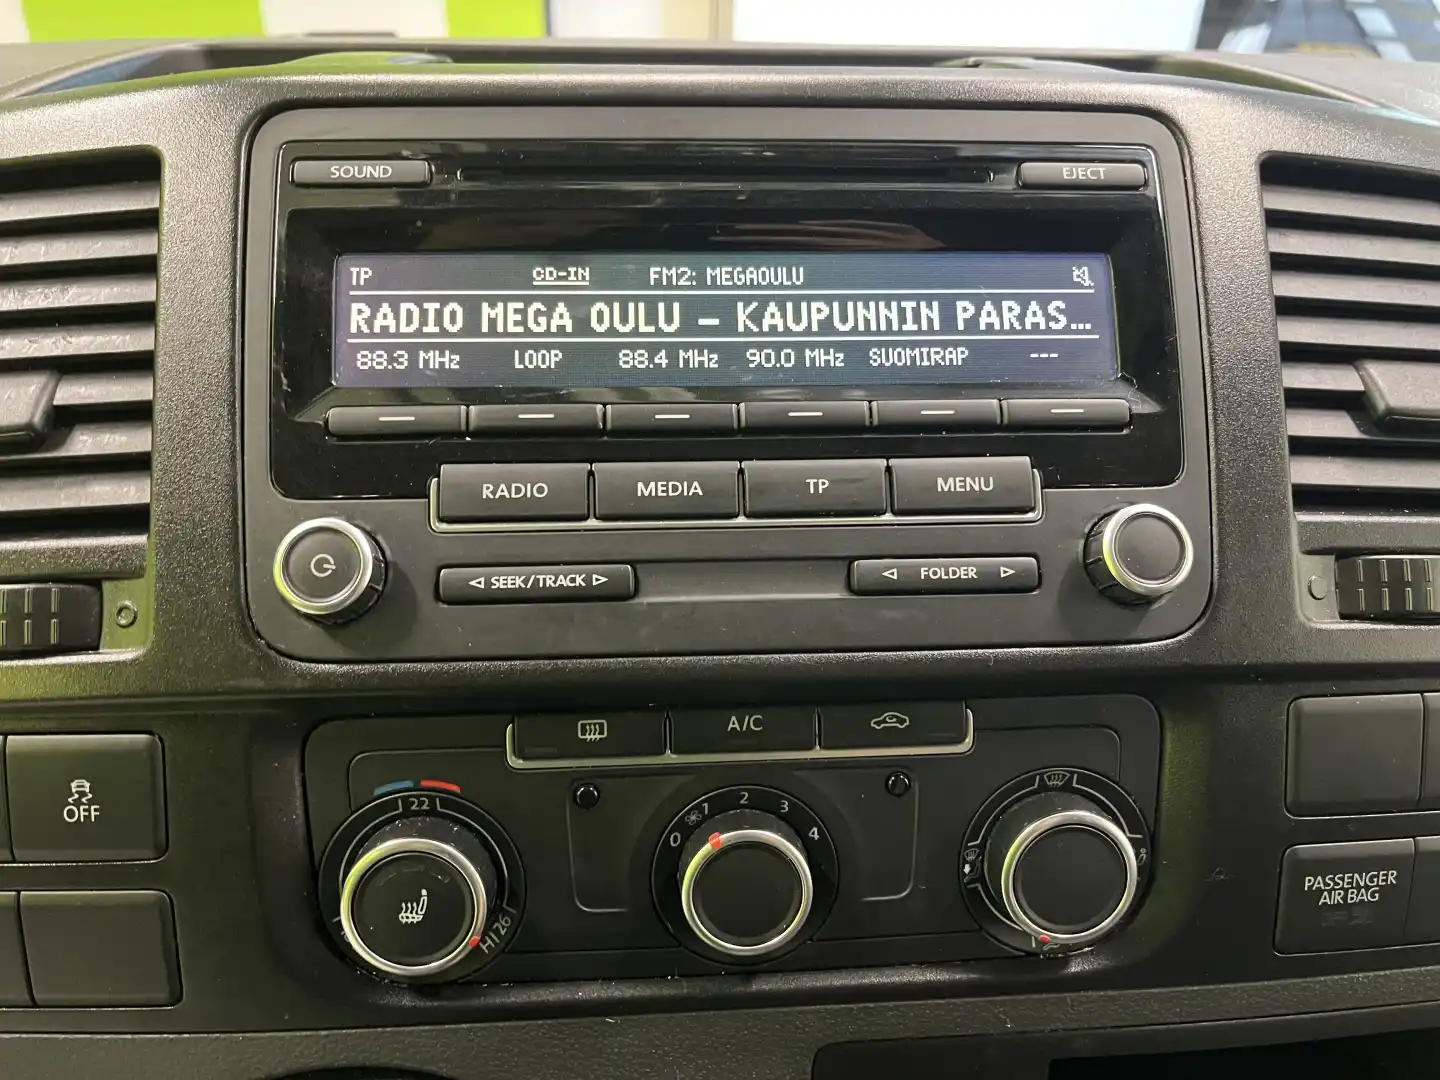 SOUND
EJECT
TP CD-IN FM2: MEGAOULU
RADIO MEGA OULU – KAUPUNNIN PARAS...
88.3 MHz LOOP 88.4 MHz 90.0 MHz SUOMIRAP ---
RADIO MEDIA TP MENU
SEEK/TRACK
FOLDER
A/C
OFF
22
HI 26
0 1 2 3 4
PASSENGER
AIR BAG